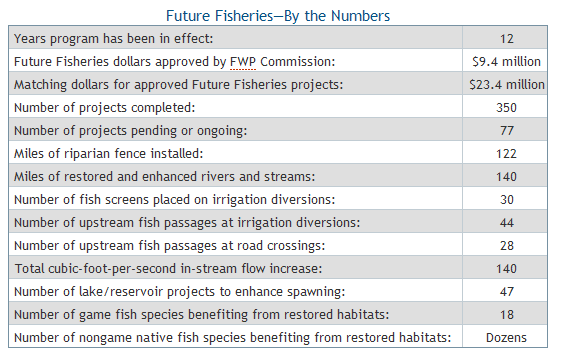 Future Fisheries—By the Numbers
Years program has been in effect: 12
Future Fisheries dollars approved by FWP Commission: $9.4 million
Matching dollars for approved Future Fisheries projects: $23.4 million
Number of projects completed: 350
Number of projects pending or ongoing: 77
Miles of riparian fence installed: 122
Miles of restored and enhanced rivers and streams: 140
Number of fish screens placed on irrigation diversions: 30
Number of upstream fish passages at irrigation diversions: 44
Number of upstream fish passages at road crossings: 28
Total cubic-foot-per-second in-stream flow increase: 140
Number of lake/reservoir projects to enhance spawning: 47
Number of game fish species benefiting from restored habitats: 18
Number of nongame native fish species benefiting from restored habitats: Dozens